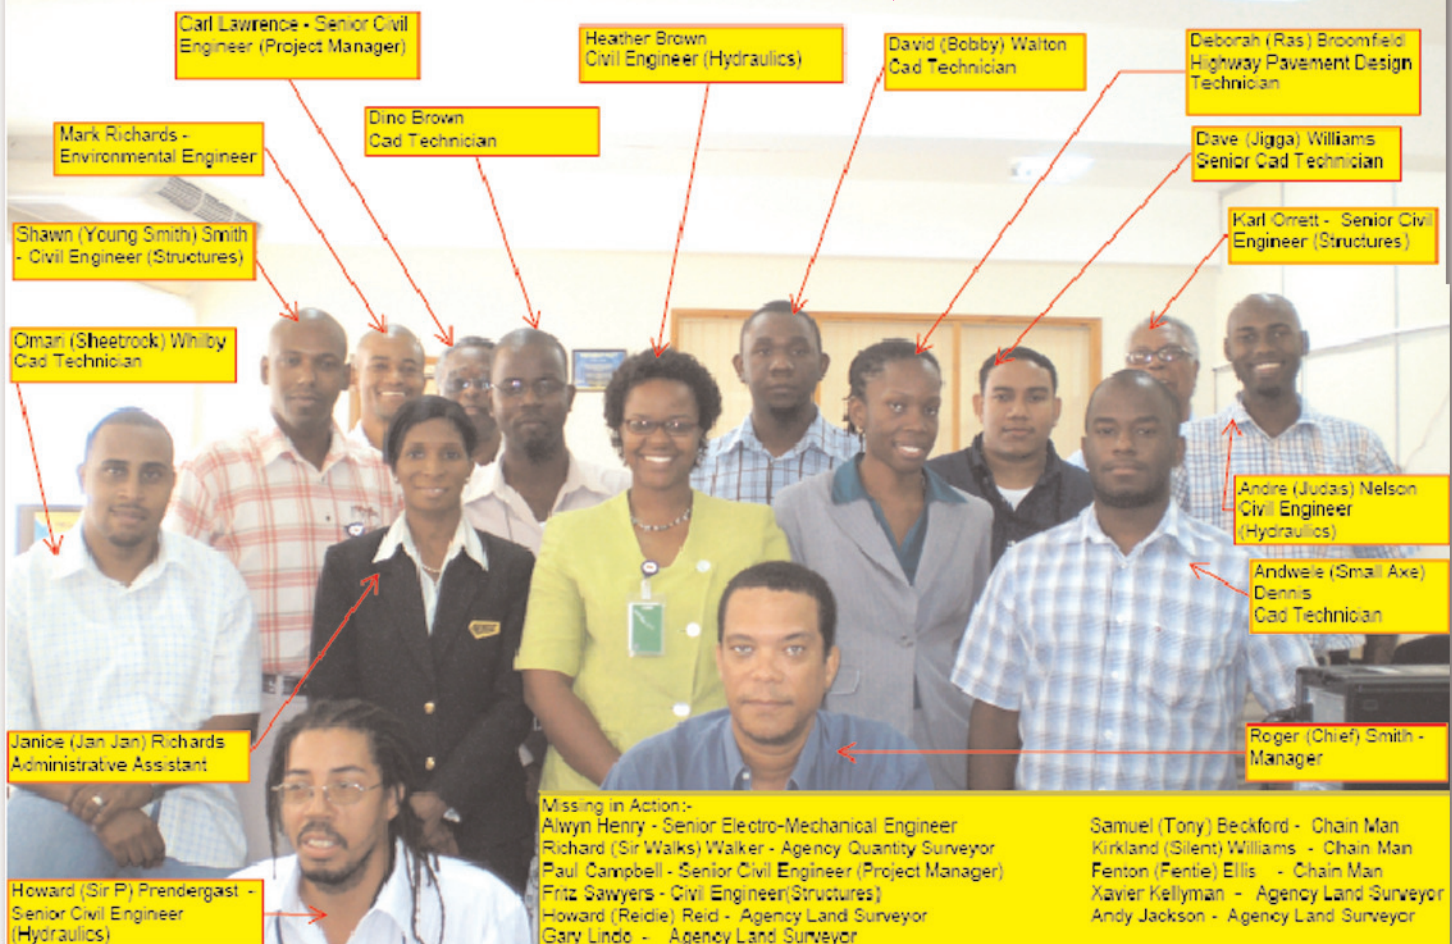 Carl Lawrence - Senior Civil
Engineer (Project Manager)
Heather Brown
Civil Engineer (Hydraulics)
David (Bobby) Walton
Cad Technician
Deborah (Ras) Broomfield
Highway Pavement Design
Technician
Dino Brown
Cad Technician
Mark Richards -
Environmental Engineer
Dave (Jigga) Williams
Senior Cad Technician
Shawn (Young Smith) Smith
- Civil Engineer (Structures)
Karl Orrett - Senior Civil
Engineer (Structures)
Omari (Sheetrock) Whilby
Cad Technician
Andre (Judas) Nelson
Civil Engineer
(Hydraulics)
Andwele (Small Axe)
Dennis
Cad Technician
Janice (Jan Jan) Richards
Administrative Assistant
Roger (Chief) Smith -
Manager
Howard (Sir P) Prendergast -
Senior Civil Engineer
(Hydraulics)
Missing in Action:-
Alwyn Henry - Senior Electro-Mechanical Engineer
Richard (Sir Walks) Walker - Agency Quantity Surveyor
Paul Campbell - Senior Civil Engineer (Project Manager)
Fritz Sawyers - Civil Engineer(Structures)
Howard (Reidie) Reid - Agency Land Surveyor
Gary Lindo - Agency Land Surveyor
Samuel (Tony) Beckford - Chain Man
Kirkland (Silent) Williams - Chain Man
Fenton (Fentie) Ellis - Chain Man
Xavier Kellyman - Agency Land Surveyor
Andy Jackson - Agency Land Surveyor